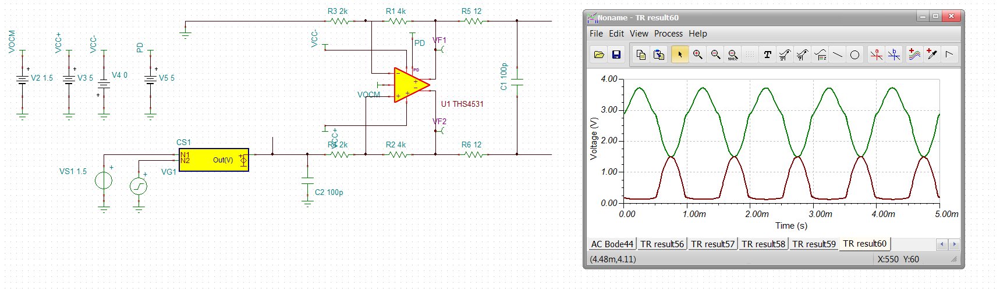 R3 2k
R1 4k
R5 12
Noname - TR result60
File Edit View Process Help
VOCM
VCC+
VCC-
PD
VCC-
PD
VF1
V2 1.5
V3 5
V4 0
V5 5
PD
C1 100p
VOCM
U1 THS4531
VF2
VCC+
CS1
R4 2k
R2 4k
R6 12
N1
N2
Out(V)
VS1 1.5
VG1
C2 100p
T
100%
a
b
4.00
3.00
2.00
1.00
0.00
Voltage (V)
0.00
1.00m
2.00m
3.00m
4.00m
5.00m
Time (s)
AC Bode44
TR result56
TR result57
TR result58
TR result59
TR result60
(4.48m,4.11)
X:550 Y:60